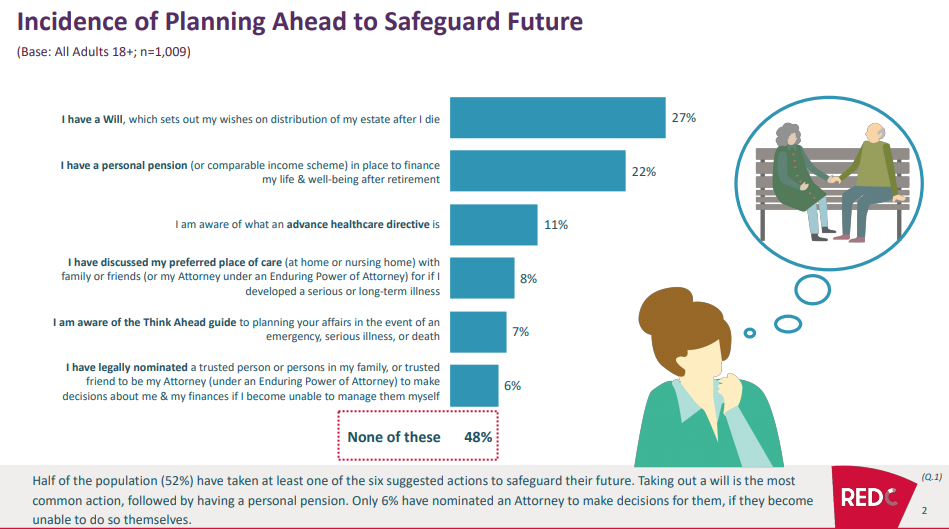 Incidence of Planning Ahead to Safeguard Future
(Base: All Adults 18+; n=1,009)
I have a Will, which sets out my wishes on distribution of my estate after I die
27%
I have a personal pension (or comparable income scheme) in place to finance
my life & well-being after retirement
22%
I am aware of what an advance healthcare directive is
11%
I have discussed my preferred place of care (at home or nursing home) with
family or friends (or my Attorney under an Enduring Power of Attorney) for if I
developed a serious or long-term illness
8%
I am aware of the Think Ahead guide to planning your affairs in the event of an
emergency, serious illness, or death
7%
I have legally nominated a trusted person or persons in my family, or trusted
friend to be my Attorney (under an Enduring Power of Attorney) to make
decisions about me & my finances if I become unable to manage them myself
6%
None of these 48%
Half of the population (52%) have taken at least one of the six suggested actions to safeguard their future. Taking out a will is the most
common action, followed by having a personal pension. Only 6% have nominated an Attorney to make decisions for them, if they become
unable to do so themselves.
REDC
(Q.1)
2